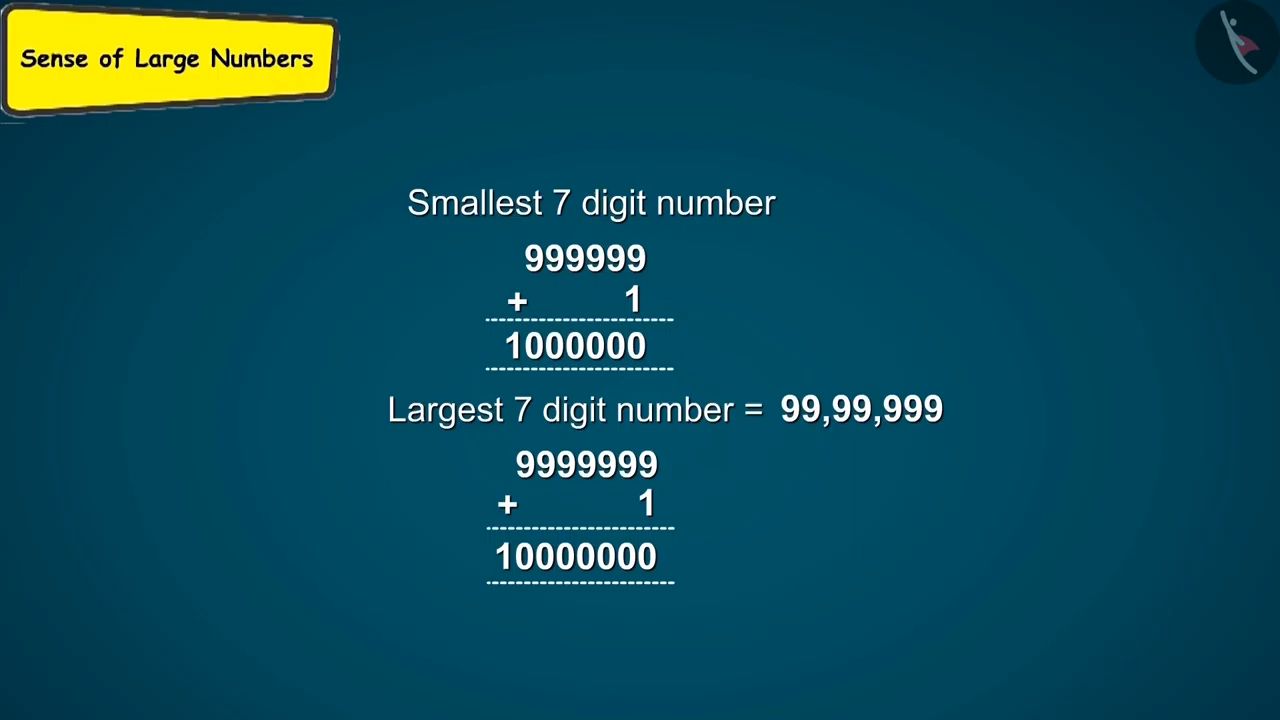 Sense of Large Numbers
Smallest 7 digit number
999999
+ 1
1000000
Largest 7 digit number = 99,99,999
9999999
+ 1
10000000